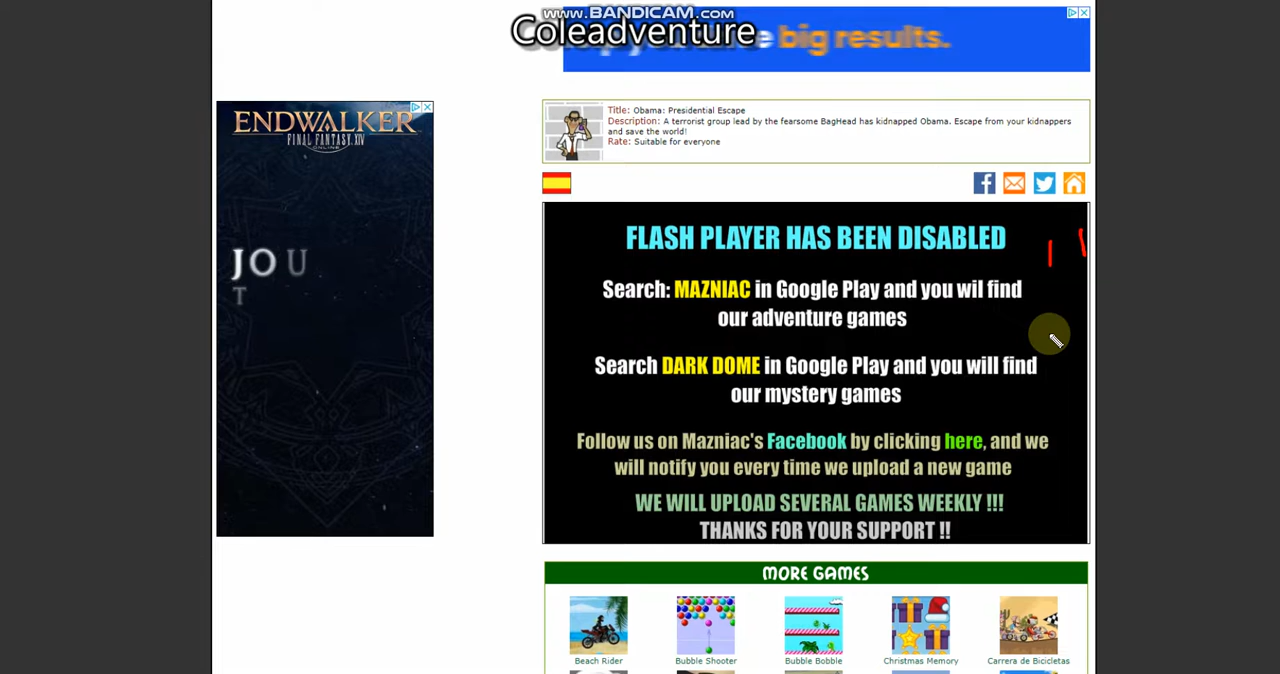 www.BANDICAM.com
Coleadventure
big results.
ENDWALKER
FINAL FANTASY XIV
ONLINE
JOU
T
Title: Obama: Presidential Escape
Description: A terrorist group lead by the fearsome BagHead has kidnapped Obama. Escape from your kidnappers
and save the world!
Rate: Suitable for everyone
FLASH PLAYER HAS BEEN DISABLED
Search: MAZNIAC in Google Play and you wil find
our adventure games
Search DARK DOME in Google Play and you will find
our mystery games
Follow us on Mazniac's Facebook by clicking here, and we
will notify you every time we upload a new game
WE WILL UPLOAD SEVERAL GAMES WEEKLY !!!
THANKS FOR YOUR SUPPORT !!
MORE GAMES
Beach Rider
Bubble Shooter
Bubble Bobble
Christmas Memory
Carrera de Bicicletas